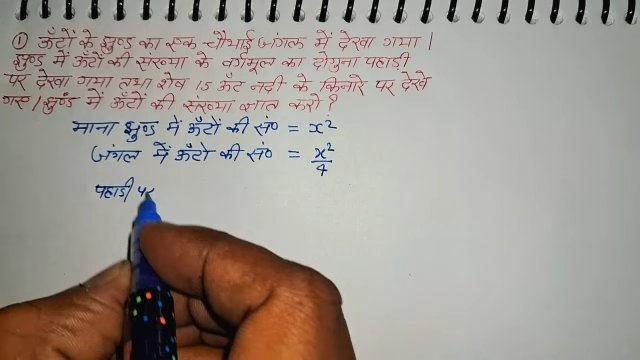 ① ऊँटों के झुण्ड का एक चौथाई जंगल में देखा गया।
झुण्ड में ऊँटों की संख्या के वर्गमूल का दोगुना पहाडी
पर देखा गया तथा शेष 15 ऊँट नदी के किनारे पर देखे
गए। झुण्ड में ऊँटों की संख्या ज्ञात करो?
माना झुण्ड में ऊँटों की सं० = x²
जंगल में ऊँटो की सं० = x²/4
पहाडी पर